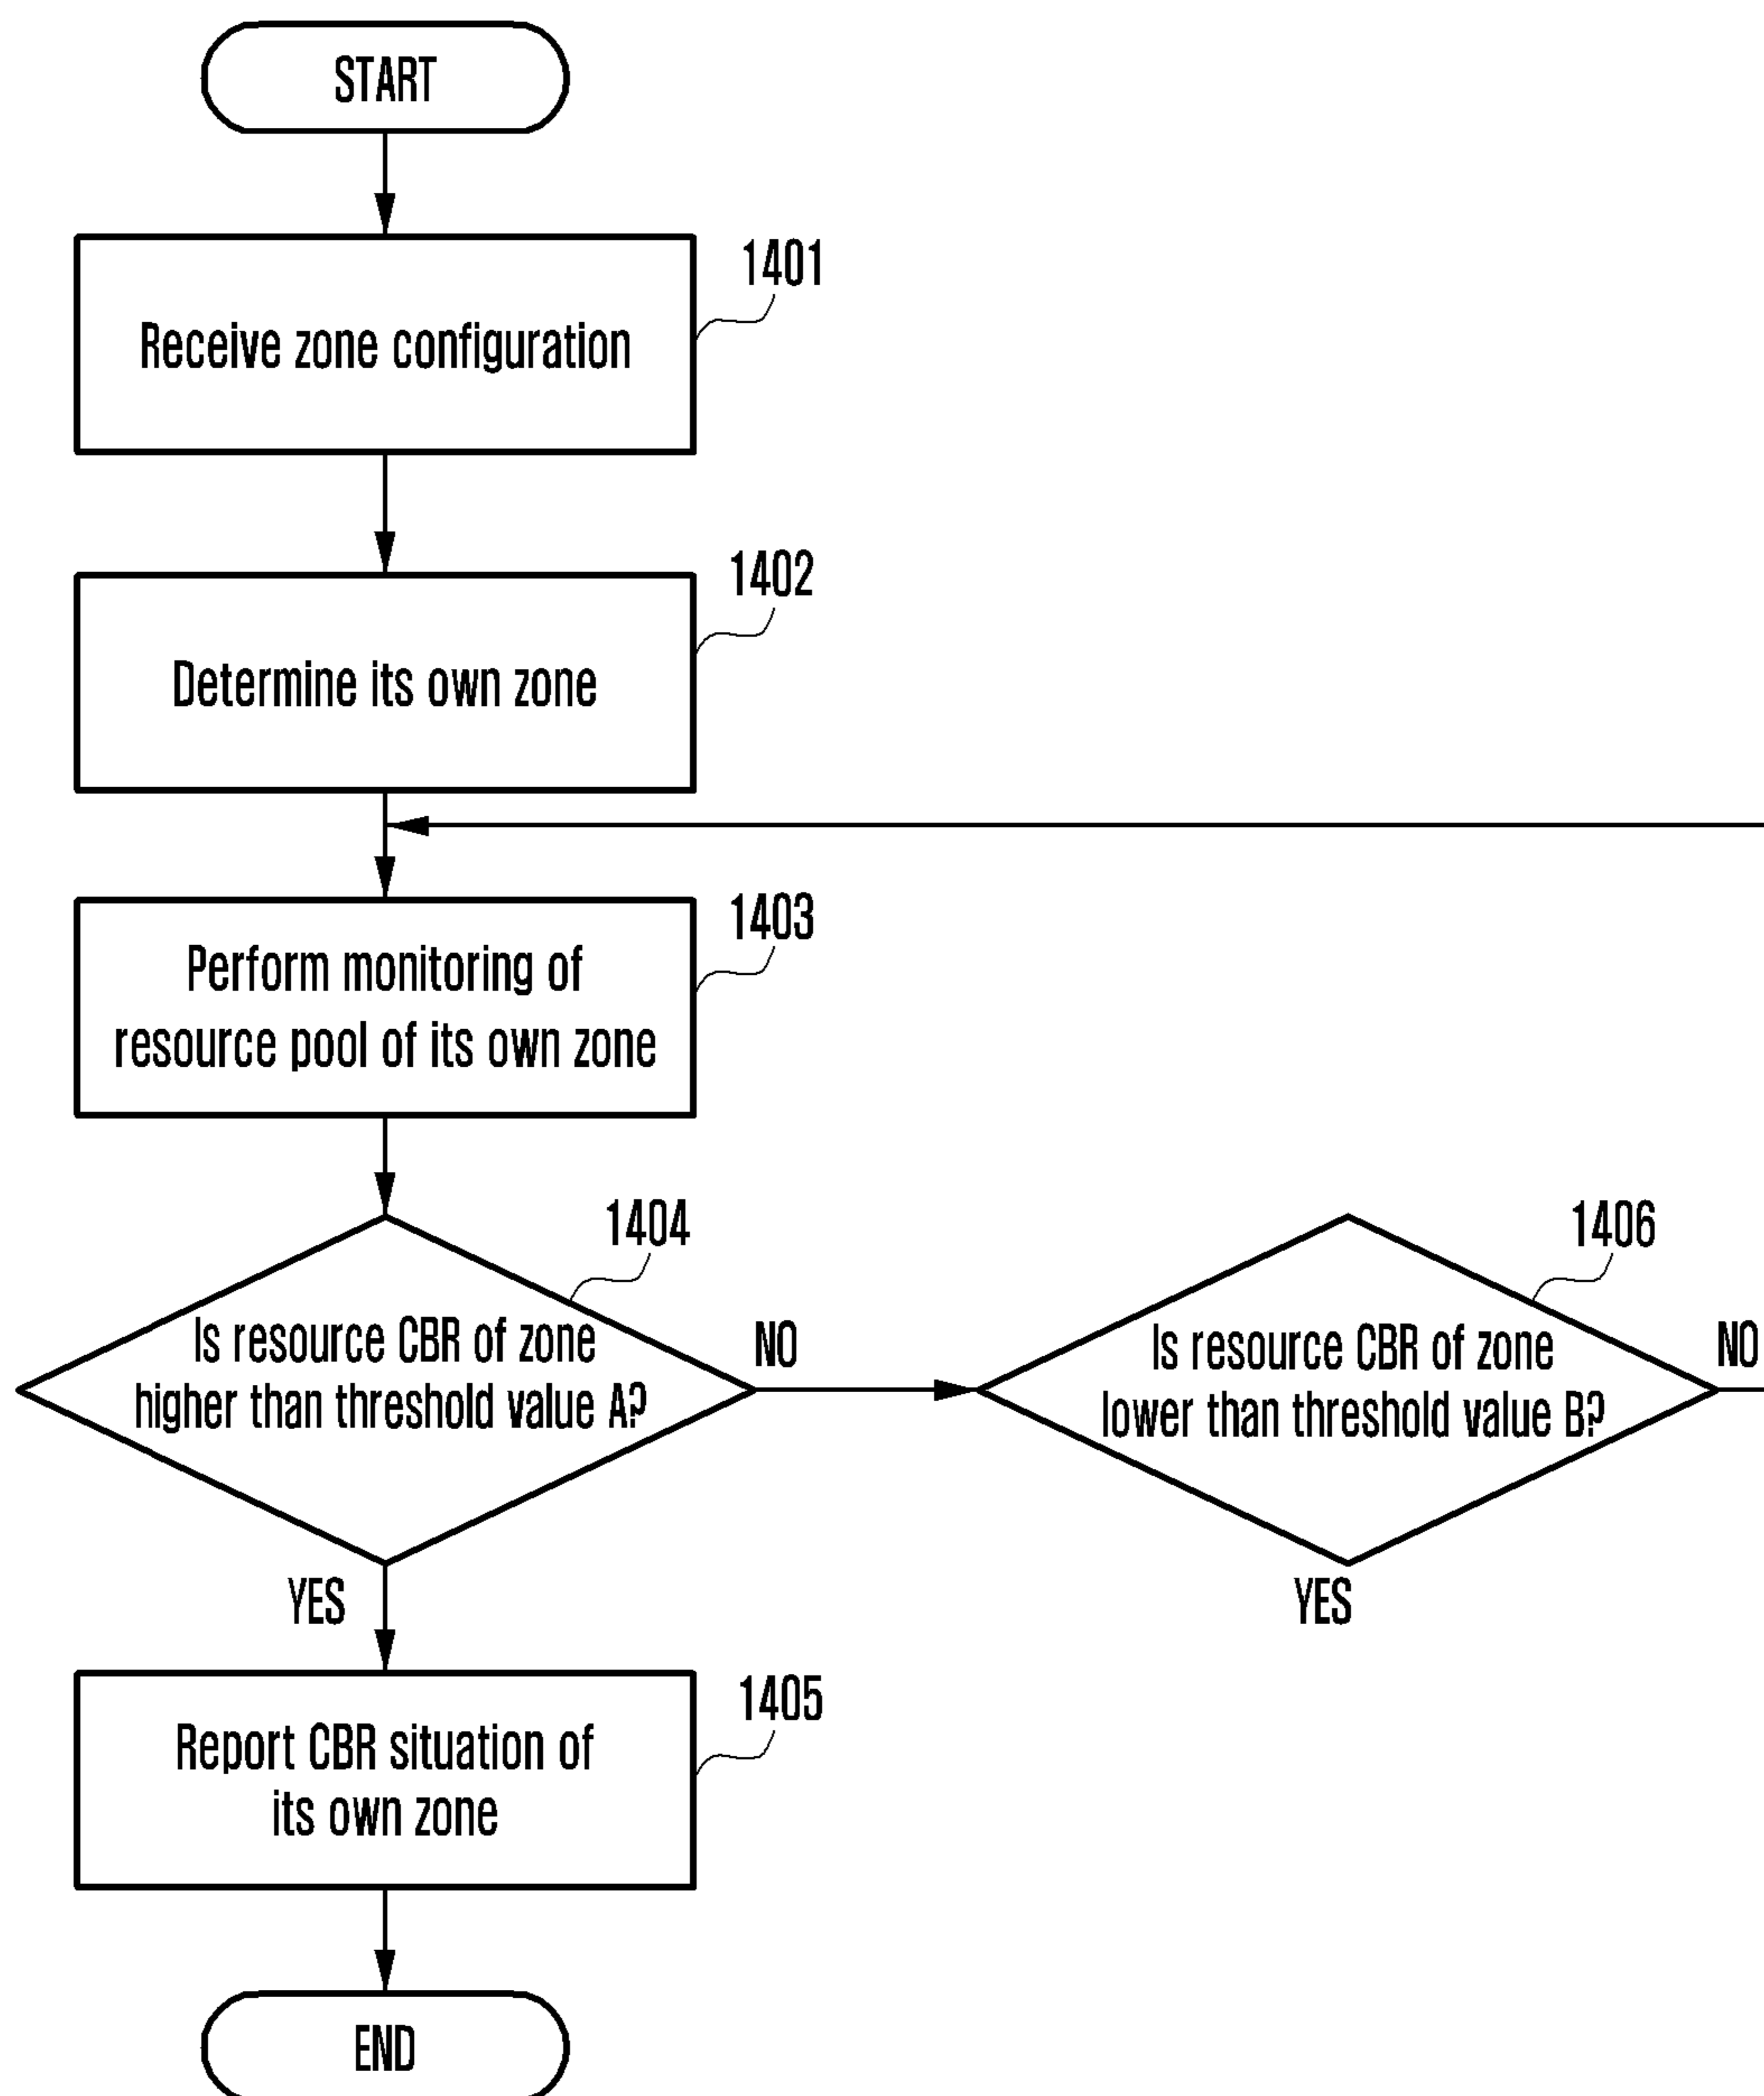 START
1401
Receive zone configuration
1402
Determine its own zone
1403
Perform monitoring of
resource pool of its own zone
1404
Is resource CBR of zone
higher than threshold value A?
NO
1406
Is resource CBR of zone
lower than threshold value B?
NO
YES
YES
1405
Report CBR situation of
its own zone
END